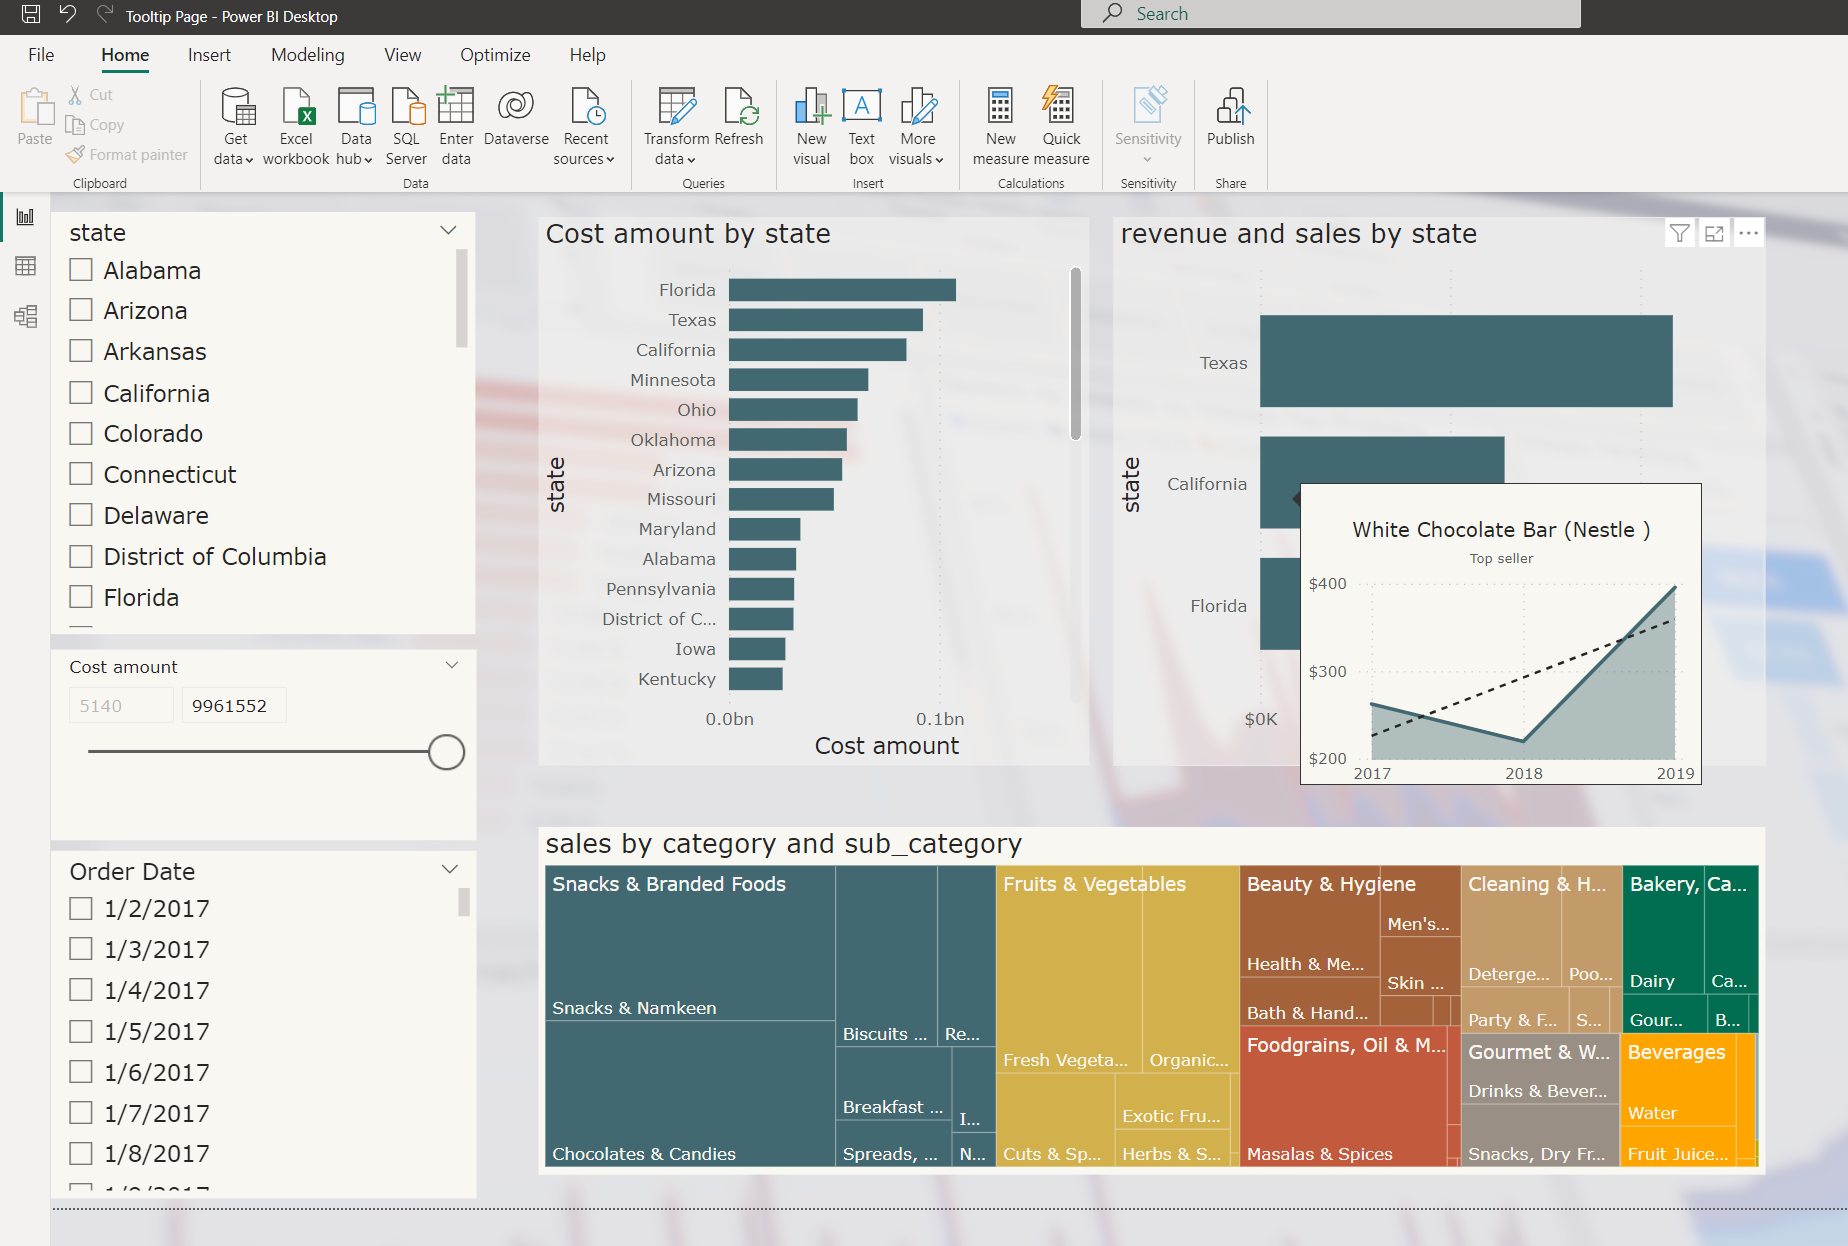 Tooltip Page - Power BI Desktop
Search
File Home Insert Modeling View Optimize Help
Paste
Cut
Copy
Format painter
Clipboard
Get data
Excel workbook
Data hub
SQL Server
Enter data
Dataverse
Recent sources
Data
Transform data
Refresh
Queries
New visual
Text box
More visuals
Insert
New measure
Quick measure
Calculations
Sensitivity
Sensitivity
Publish
Share
state
Alabama
Arizona
Arkansas
California
Colorado
Connecticut
Delaware
District of Columbia
Florida
Cost amount
5140 9961552
Order Date
1/2/2017
1/3/2017
1/4/2017
1/5/2017
1/6/2017
1/7/2017
1/8/2017
Cost amount by state
state
Florida
Texas
California
Minnesota
Ohio
Oklahoma
Arizona
Missouri
Maryland
Alabama
Pennsylvania
District of C...
Iowa
Kentucky
0.0bn 0.1bn
Cost amount
revenue and sales by state
state
Texas
California
Florida
$0K
White Chocolate Bar (Nestle )
Top seller
$400
$300
$200
2017 2018 2019
sales by category and sub_category
Snacks & Branded Foods
Snacks & Namkeen
Chocolates & Candies
Biscuits ...
Re...
Breakfast ...
I...
Spreads, ...
N...
Fruits & Vegetables
Fresh Vegeta...
Organic...
Cuts & Sp...
Exotic Fru...
Herbs & S...
Beauty & Hygiene
Health & Me...
Men's...
Skin ...
Bath & Hand...
Foodgrains, Oil & M...
Masalas & Spices
Cleaning & H...
Deterge...
Poo...
Party & F...
S...
Gourmet & W...
Drinks & Bever...
Snacks, Dry Fr...
Bakery, Ca...
Dairy
Ca...
Gour...
B...
Beverages
Water
Fruit Juice...